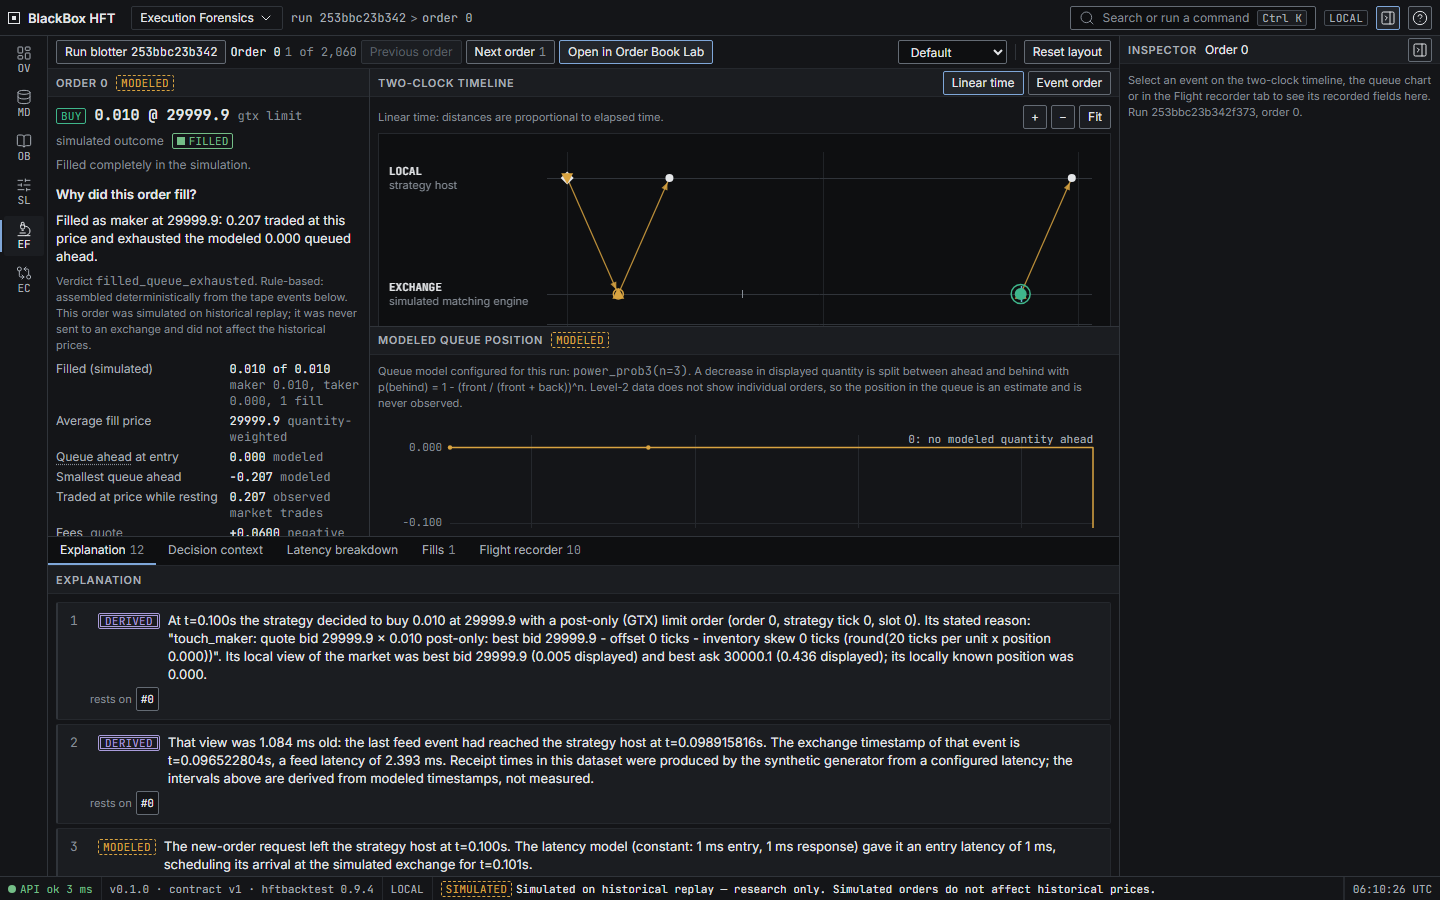 BlackBox HFT
Execution Forensics
run 253bbc23b342 > order 0
Search or run a command Ctrl K
LOCAL
OV
MD
OB
SL
EF
EC
Run blotter 253bbc23b342
Order 0 1 of 2,060
Previous order
Next order 1
Open in Order Book Lab
Default
Reset layout
INSPECTOR Order 0
Select an event on the two-clock timeline, the queue chart
or in the Flight recorder tab to see its recorded fields here.
Run 253bbc23b342f373, order 0.
ORDER 0 MODELED
BUY 0.010 @ 29999.9 gtx limit
simulated outcome FILLED
Filled completely in the simulation.
Why did this order fill?
Filled as maker at 29999.9: 0.207 traded at this
price and exhausted the modeled 0.000 queued
ahead.
Verdict filled_queue_exhausted. Rule-based:
assembled deterministically from the tape events below.
This order was simulated on historical replay; it was never
sent to an exchange and did not affect the historical
prices.
Filled (simulated) 0.010 of 0.010
maker 0.010, taker
0.000, 1 fill
Average fill price 29999.9 quantity-
weighted
Queue ahead at entry 0.000 modeled
Smallest queue ahead -0.207 modeled
Traded at price while resting 0.207 observed
market trades
Fees, quote +0.0600 negative
TWO-CLOCK TIMELINE
Linear time
Event order
Linear time: distances are proportional to elapsed time.
+
−
Fit
LOCAL
strategy host
EXCHANGE
simulated matching engine
MODELED QUEUE POSITION MODELED
Queue model configured for this run: power_prob3(n=3). A decrease in displayed quantity is split between ahead and behind with
p(behind) = 1 - (front / (front + back))^n. Level-2 data does not show individual orders, so the position in the queue is an estimate and is
never observed.
0: no modeled quantity ahead
0.000
-0.100
Explanation 12
Decision context
Latency breakdown
Fills 1
Flight recorder 10
EXPLANATION
1 DERIVED At t=0.100s the strategy decided to buy 0.010 at 29999.9 with a post-only (GTX) limit order (order 0, strategy tick 0, slot 0). Its stated reason:
"touch_maker: quote bid 29999.9 × 0.010 post-only: best bid 29999.9 - offset 0 ticks - inventory skew 0 ticks (round(20 ticks per unit x position
0.000))". Its local view of the market was best bid 29999.9 (0.005 displayed) and best ask 30000.1 (0.436 displayed); its locally known position was
0.000.
rests on #0
2 DERIVED That view was 1.084 ms old: the last feed event had reached the strategy host at t=0.098915816s. The exchange timestamp of that event is
t=0.096522804s, a feed latency of 2.393 ms. Receipt times in this dataset were produced by the synthetic generator from a configured latency; the
intervals above are derived from modeled timestamps, not measured.
rests on #0
3 MODELED The new-order request left the strategy host at t=0.100s. The latency model (constant: 1 ms entry, 1 ms response) gave it an entry latency of 1 ms,
scheduling its arrival at the simulated exchange for t=0.101s.
API ok 3 ms
v0.1.0 · contract v1 · hftbacktest 0.9.4
LOCAL
SIMULATED Simulated on historical replay — research only. Simulated orders do not affect historical prices.
06:10:26 UTC